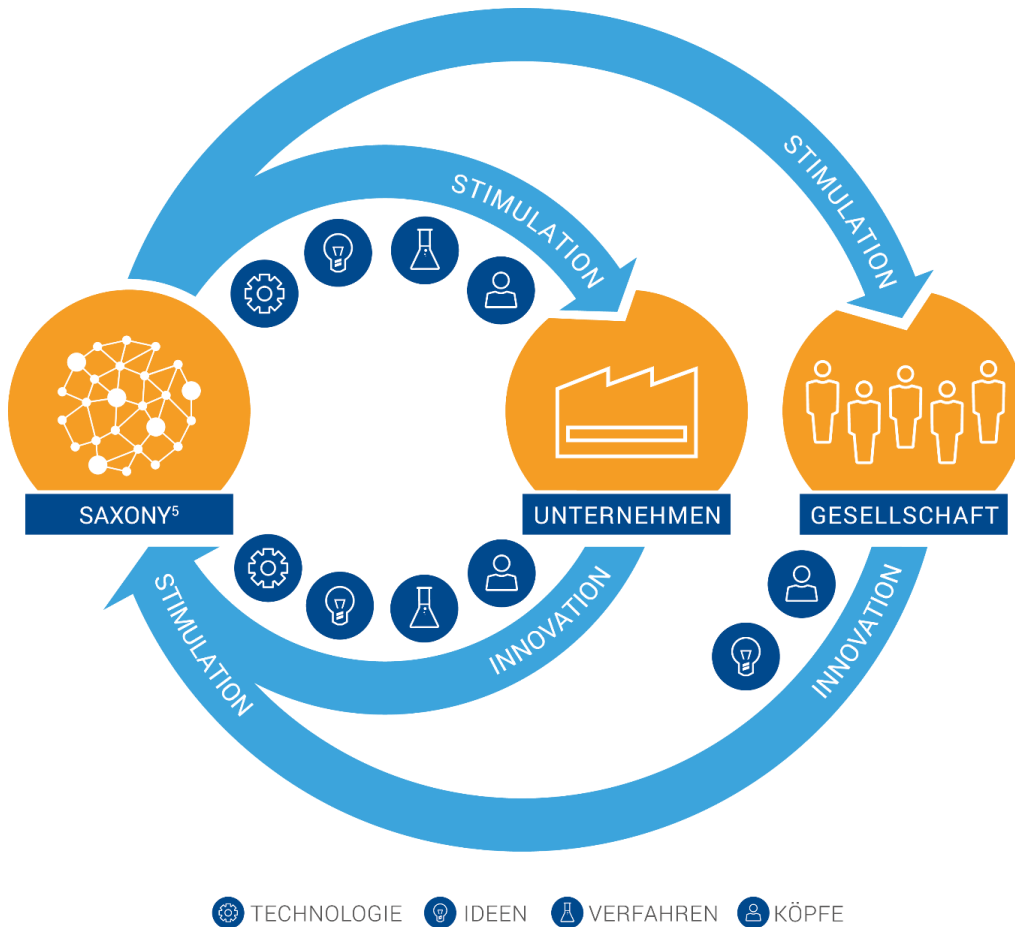 STIMULATION
STIMULATION
SAXONY⁵
UNTERNEHMEN
GESELLSCHAFT
STIMULATION
INNOVATION
INNOVATION
TECHNOLOGIE IDEEN VERFAHREN KÖPFE